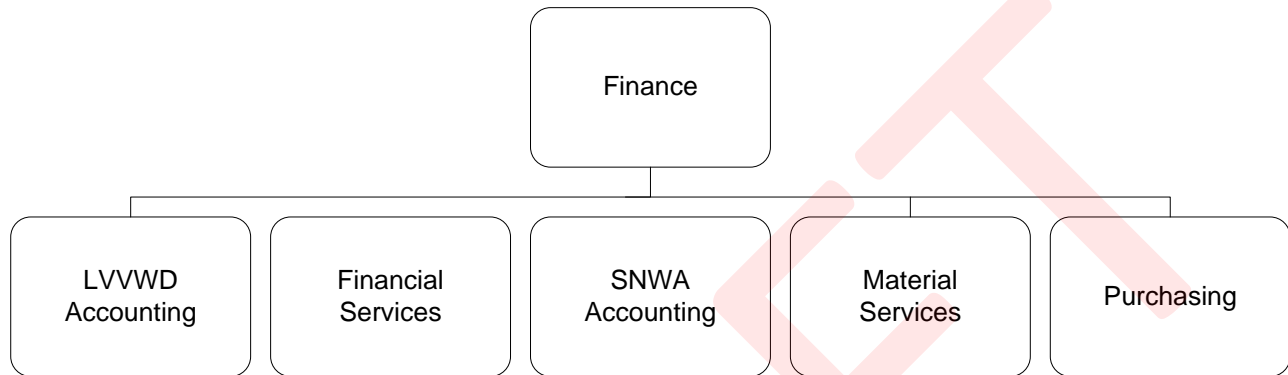 Finance
LVVWD
Accounting
Financial
Services
SNWA
Accounting
Material
Services
Purchasing